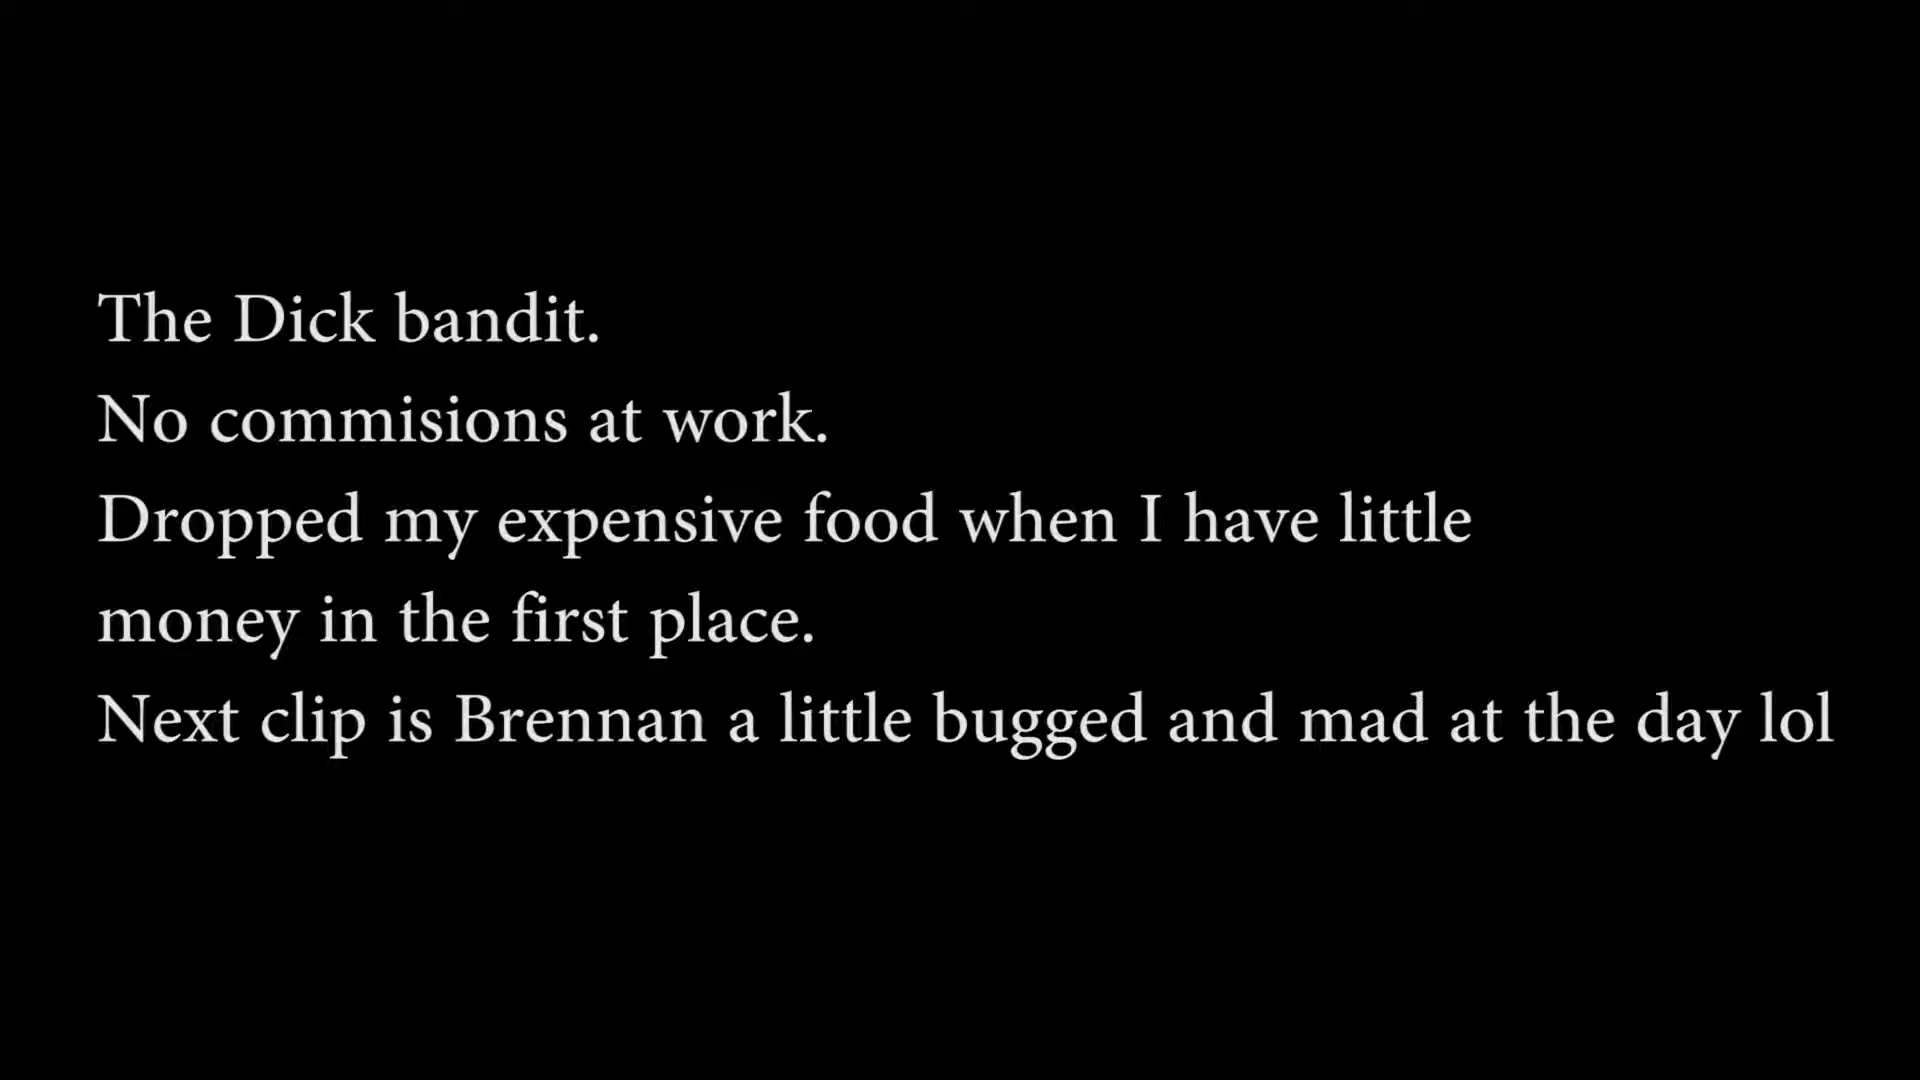 The Dick bandit.
No commisions at work.
Dropped my expensive food when I have little
money in the first place.
Next clip is Brennan a little bugged and mad at the day lol